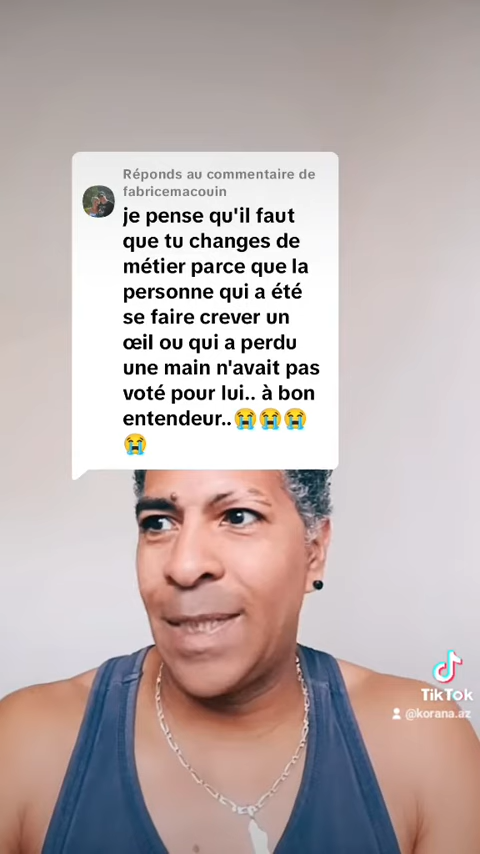 Réponds au commentaire de
fabricemacouin
je pense qu'il faut
que tu changes de
métier parce que la
personne qui a été
se faire crever un
œil ou qui a perdu
une main n'avait pas
voté pour lui.. à bon
entendeur..😭😭😭
😭
TikTok
@korana.az